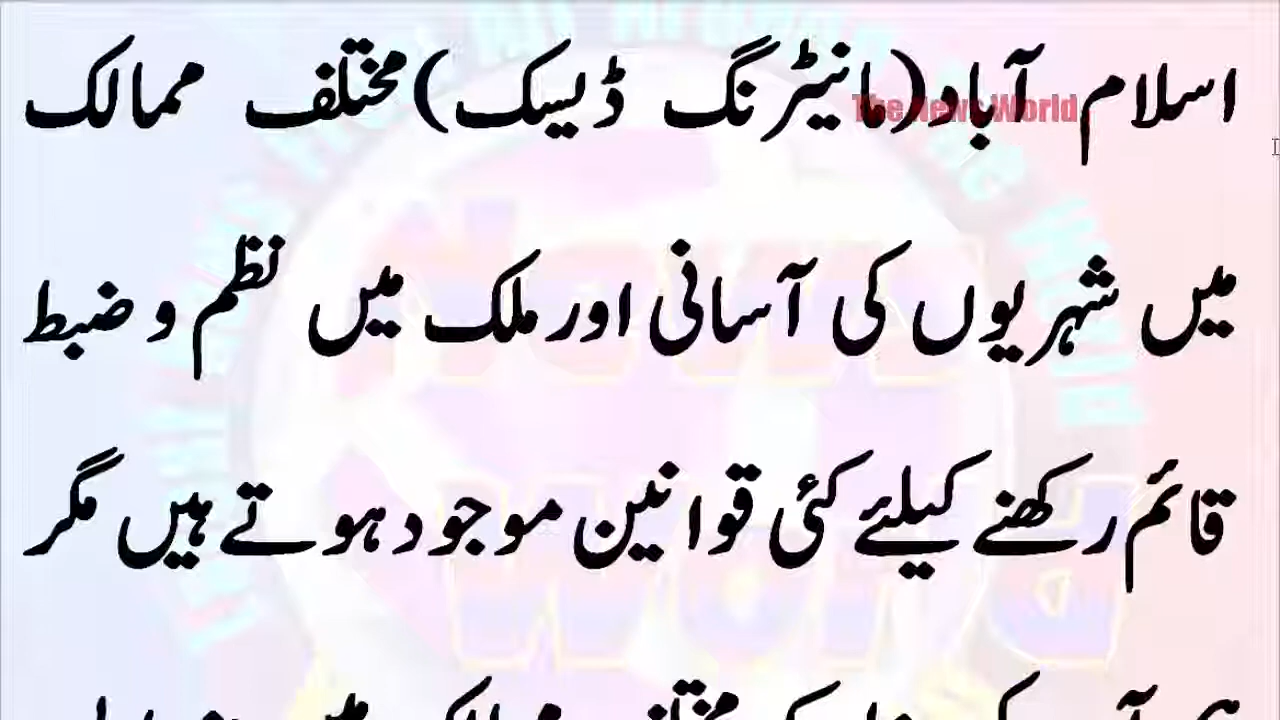 اسلام آباد(مانیٹرنگ ڈیسک)مختلف ممالک
The News World
میں شہریوں کی آسانی اور ملک میں نظم و ضبط
قائم رکھنے کیلئے کئی قوانین موجود ہوتے ہیں مگر